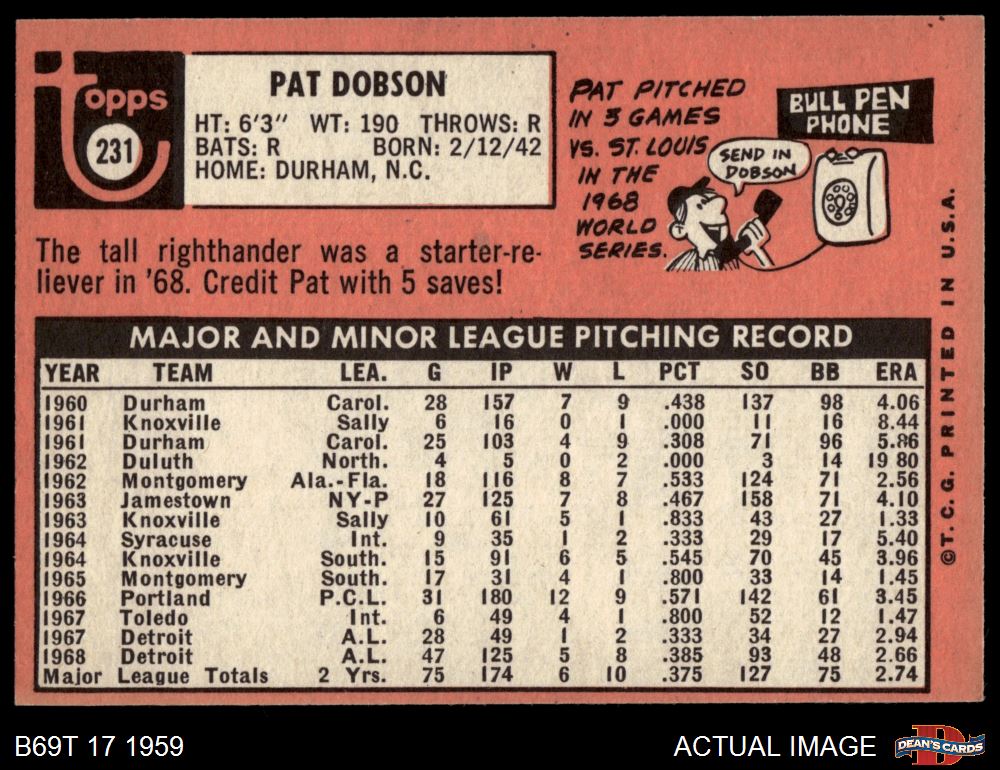 topps
231
PAT DOBSON
HT: 6'3" WT: 190 THROWS: R
BATS: R BORN: 2/12/42
HOME: DURHAM, N.C.
The tall righthander was a starter-re-
liever in '68. Credit Pat with 5 saves!
PAT PITCHED
IN 3 GAMES
VS. ST. LOUIS
IN THE
1968
WORLD
SERIES.
SEND IN
DOBSON
BULL PEN
PHONE
MAJOR AND MINOR LEAGUE PITCHING RECORD
YEAR TEAM LEA. G IP W L PCT SO BB ERA
1960 Durham Carol. 28 157 7 9 .438 137 98 4.06
1961 Knoxville Sally 6 16 0 1 .000 11 16 8.44
1961 Durham Carol. 25 103 4 9 .308 71 96 5.86
1962 Duluth North. 4 5 0 2 .000 3 14 19 80
1962 Montgomery Ala.-Fla. 18 116 8 7 .533 124 71 2.56
1963 Jamestown NY-P 27 125 7 8 .467 158 71 4.10
1963 Knoxville Sally 10 61 5 1 .833 43 27 1.33
1964 Syracuse Int. 9 35 1 2 .333 29 17 5.40
1964 Knoxville South. 15 91 6 5 .545 70 45 3.96
1965 Montgomery South. 17 31 4 1 .800 33 14 1.45
1966 Portland P.C.L. 31 180 12 9 .571 142 61 3.45
1967 Toledo Int. 6 49 4 1 .800 52 12 1.47
1967 Detroit A.L. 28 49 1 2 .333 34 27 2.94
1968 Detroit A.L. 47 125 5 8 .385 93 48 2.66
Major League Totals 2 Yrs. 75 174 6 10 .375 127 75 2.74
©T.C.G. PRINTED IN U.S.A.
B69T 17 1959
ACTUAL IMAGE
DEAN'S CARDS